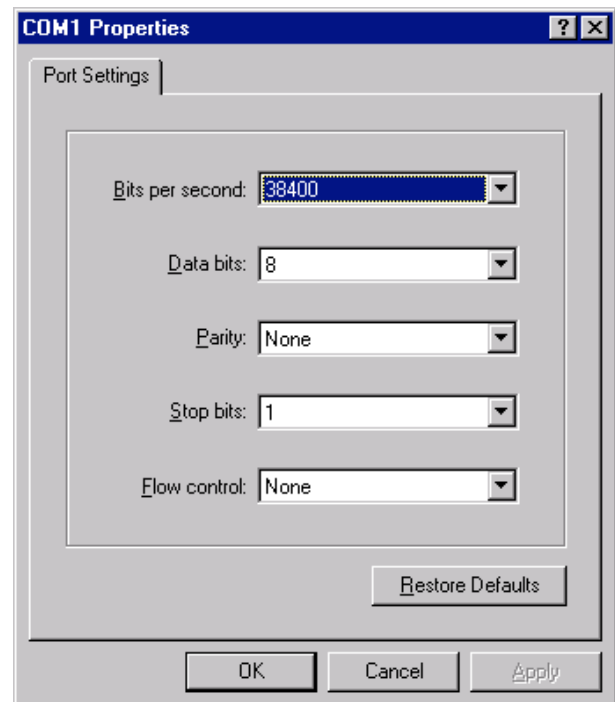 COM1 Properties
Port Settings
Bits per second: 38400
Data bits: 8
Parity: None
Stop bits: 1
Flow control: None
Restore Defaults
OK Cancel Apply